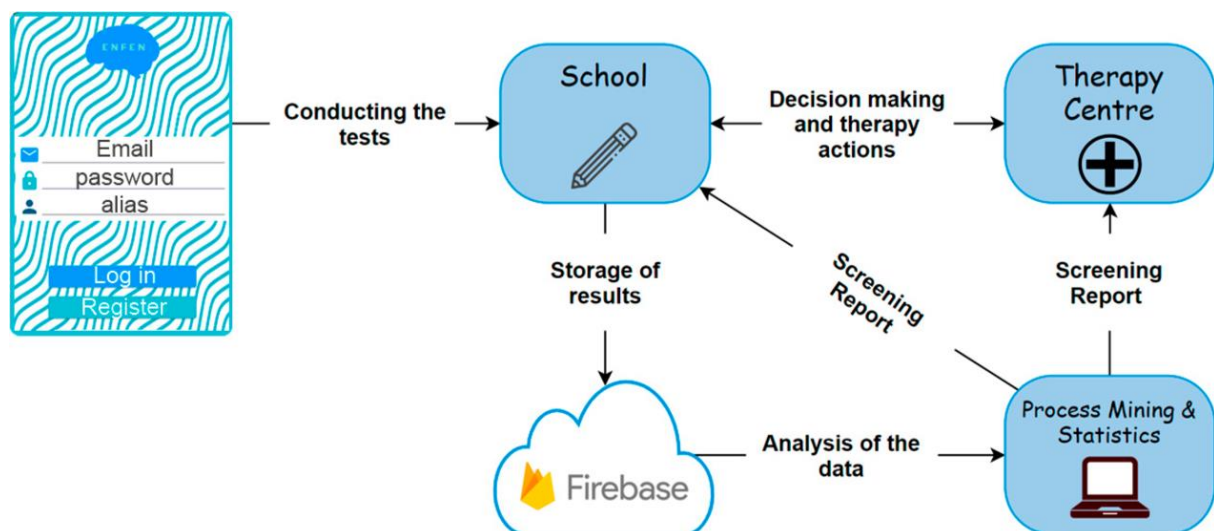 ENFEN
Email
password
alias
Log in
Register
Conducting the
tests
School
Decision making
and therapy
actions
Therapy
Centre
Storage of
results
Screening
Report
Screening
Report
Firebase
Analysis of the
data
Process Mining &
Statistics